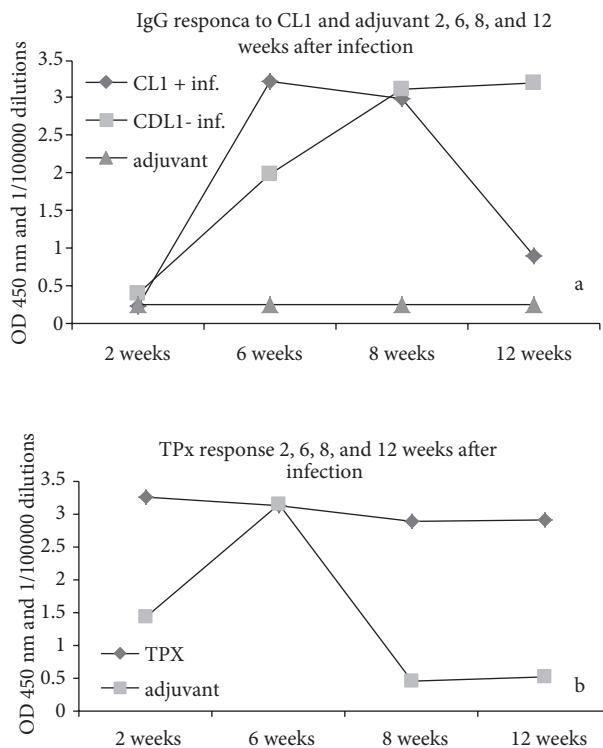 IgG responca to CL1 and adjuvant 2, 6, 8, and 12
weeks after infection
OD 450 nm and 1/100000 dilutions
3.5
3
2.5
2
1.5
1
0.5
0
CL1 + inf.
CDL1- inf.
adjuvant
a
2 weeks 6 weeks 8 weeks 12 weeks
TPx response 2, 6, 8, and 12 weeks after
infection
OD 450 nm and 1/100000 dilutions
3.5
3
2.5
2
1.5
1
0.5
0
TPX
adjuvant
b
2 weeks 6 weeks 8 weeks 12 weeks